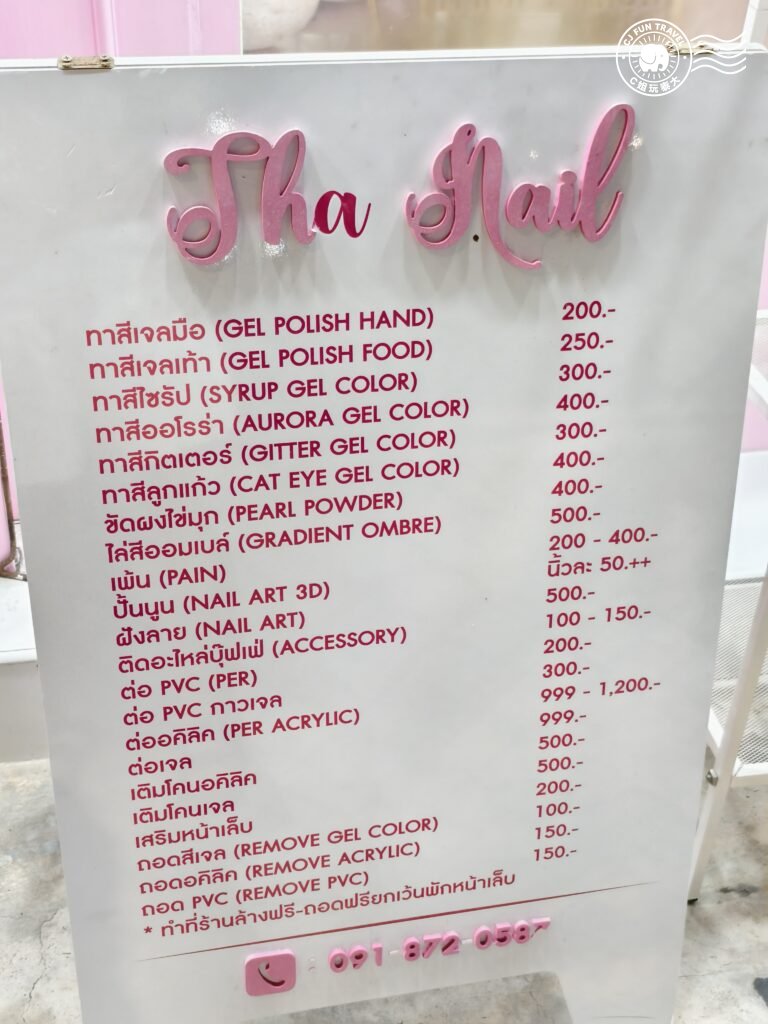 CJ FUN TRAVEL
C姐玩泰大
Tha Nail
ทาสีเจลมือ (GEL POLISH HAND) 200.-
ทาสีเจลเท้า (GEL POLISH FOOD) 250.-
ทาสีไซรัป (SYRUP GEL COLOR) 300.-
ทาสีออโรร่า (AURORA GEL COLOR) 400.-
ทาสีกิตเตอร์ (GITTER GEL COLOR) 300.-
ทาสีลูกแก้ว (CAT EYE GEL COLOR) 400.-
ขัดผงไข่มุก (PEARL POWDER) 400.-
ไล่สีออมเบล์ (GRADIENT OMBRE) 500.-
เพ้น (PAIN) 200 - 400.-
ปั้นนูน (NAIL ART 3D) นิ้วละ 50.++
ฝังลาย (NAIL ART) 500.-
ติดอะไหล่บุ๊ฟเฟ่ (ACCESSORY) 100 - 150.-
ต่อ PVC (PER) 200.-
ต่อ PVC กาวเจล 300.-
ต่ออคิลิค (PER ACRYLIC) 999 - 1,200.-
ต่อเจล 999.-
เติมโคนอคิลิค 500.-
เติมโคนเจล 500.-
เสริมหน้าเล็บ 200.-
ถอดสีเจล (REMOVE GEL COLOR) 100.-
ถอดอคิลิค (REMOVE ACRYLIC) 150.-
ถอด PVC (REMOVE PVC) 150.-
* ทำที่ร้านล้างฟรี-ถอดฟรียกเว้นพักหน้าเล็บ
: 091-872-0587